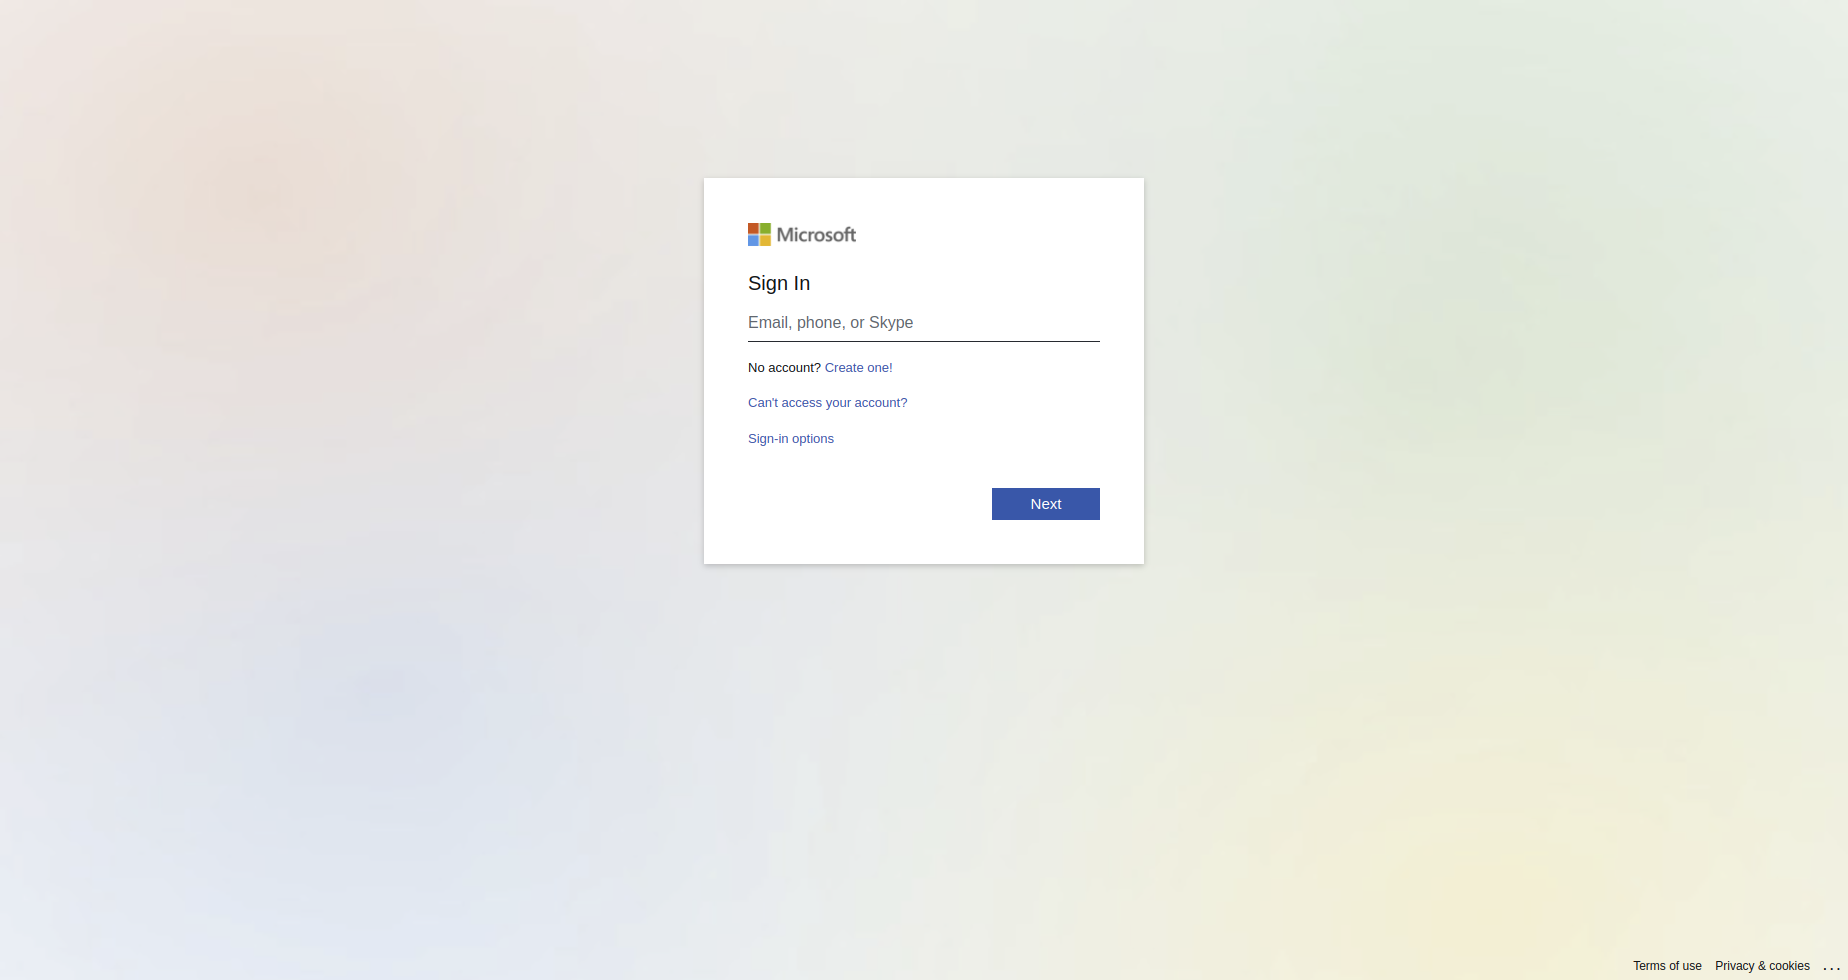 Microsoft
Sign In
Email, phone, or Skype
No account? Create one!
Can't access your account?
Sign-in options
Next
Terms of use Privacy & cookies ...